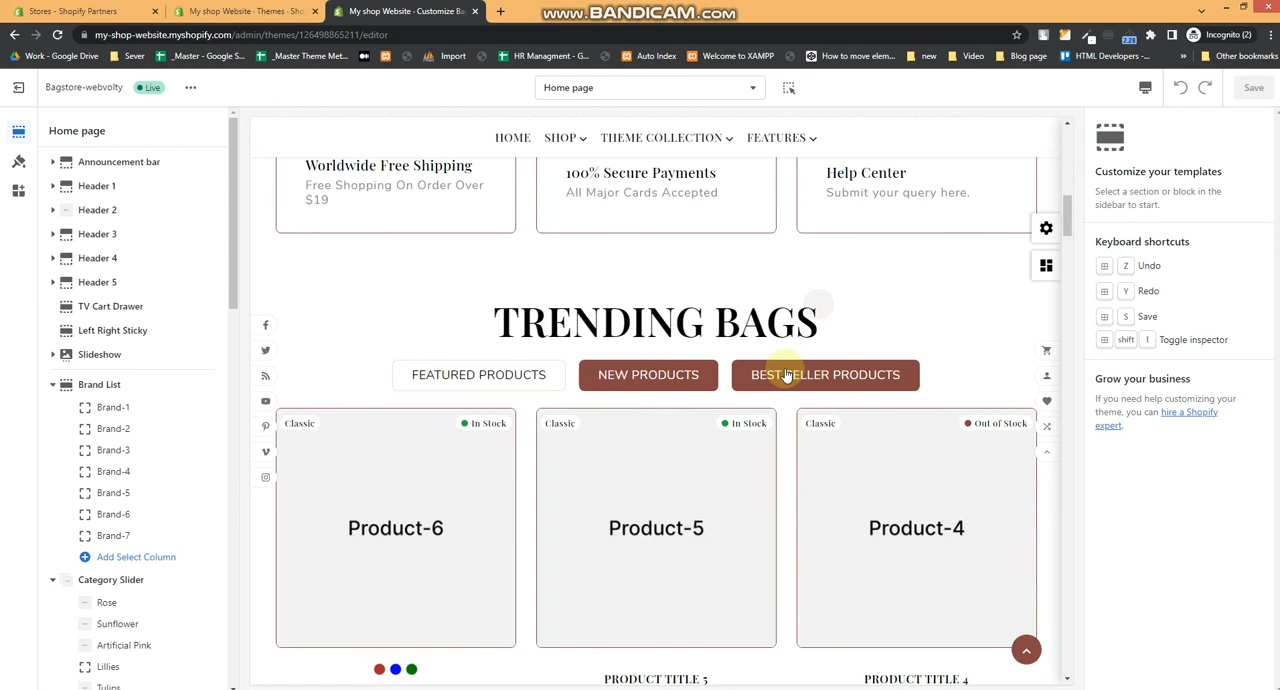 Stores - Shopify Partners
My shop Website - Themes - Sho
My shop Website - Customize Ba
www.BANDICAM.com
my-shop-website.myshopify.com/admin/themes/126498865211/editor
2.28
Incognito (2)
Work - Google Drive
Sever
_Master - Google S...
_Master Theme Met...
Import
HR Managment - G...
Auto Index
Welcome to XAMPP
How to move elem...
new
Video
Blog page
HTML Developers -...
Other bookmarks
Bagstore-webvolty
Live
Home page
Save
Home page
Announcement bar
Header 1
Header 2
Header 3
Header 4
Header 5
TV Cart Drawer
Left Right Sticky
Slideshow
Brand List
Brand-1
Brand-2
Brand-3
Brand-4
Brand-5
Brand-6
Brand-7
Add Select Column
Category Slider
Rose
Sunflower
Artificial Pink
Lillies
Tulips
HOME
SHOP
THEME COLLECTION
FEATURES
Worldwide Free Shipping
Free Shopping On Order Over
$19
100% Secure Payments
All Major Cards Accepted
Help Center
Submit your query here.
TRENDING BAGS
FEATURED PRODUCTS
NEW PRODUCTS
BEST SELLER PRODUCTS
Classic
In Stock
Classic
In Stock
Classic
Out of Stock
Product-6
Product-5
Product-4
PRODUCT TITLE 5
PRODUCT TITLE 4
Customize your templates
Select a section or block in the
sidebar to start.
Keyboard shortcuts
Z Undo
Y Redo
S Save
shift I Toggle inspector
Grow your business
If you need help customizing your
theme, you can hire a Shopify
expert.